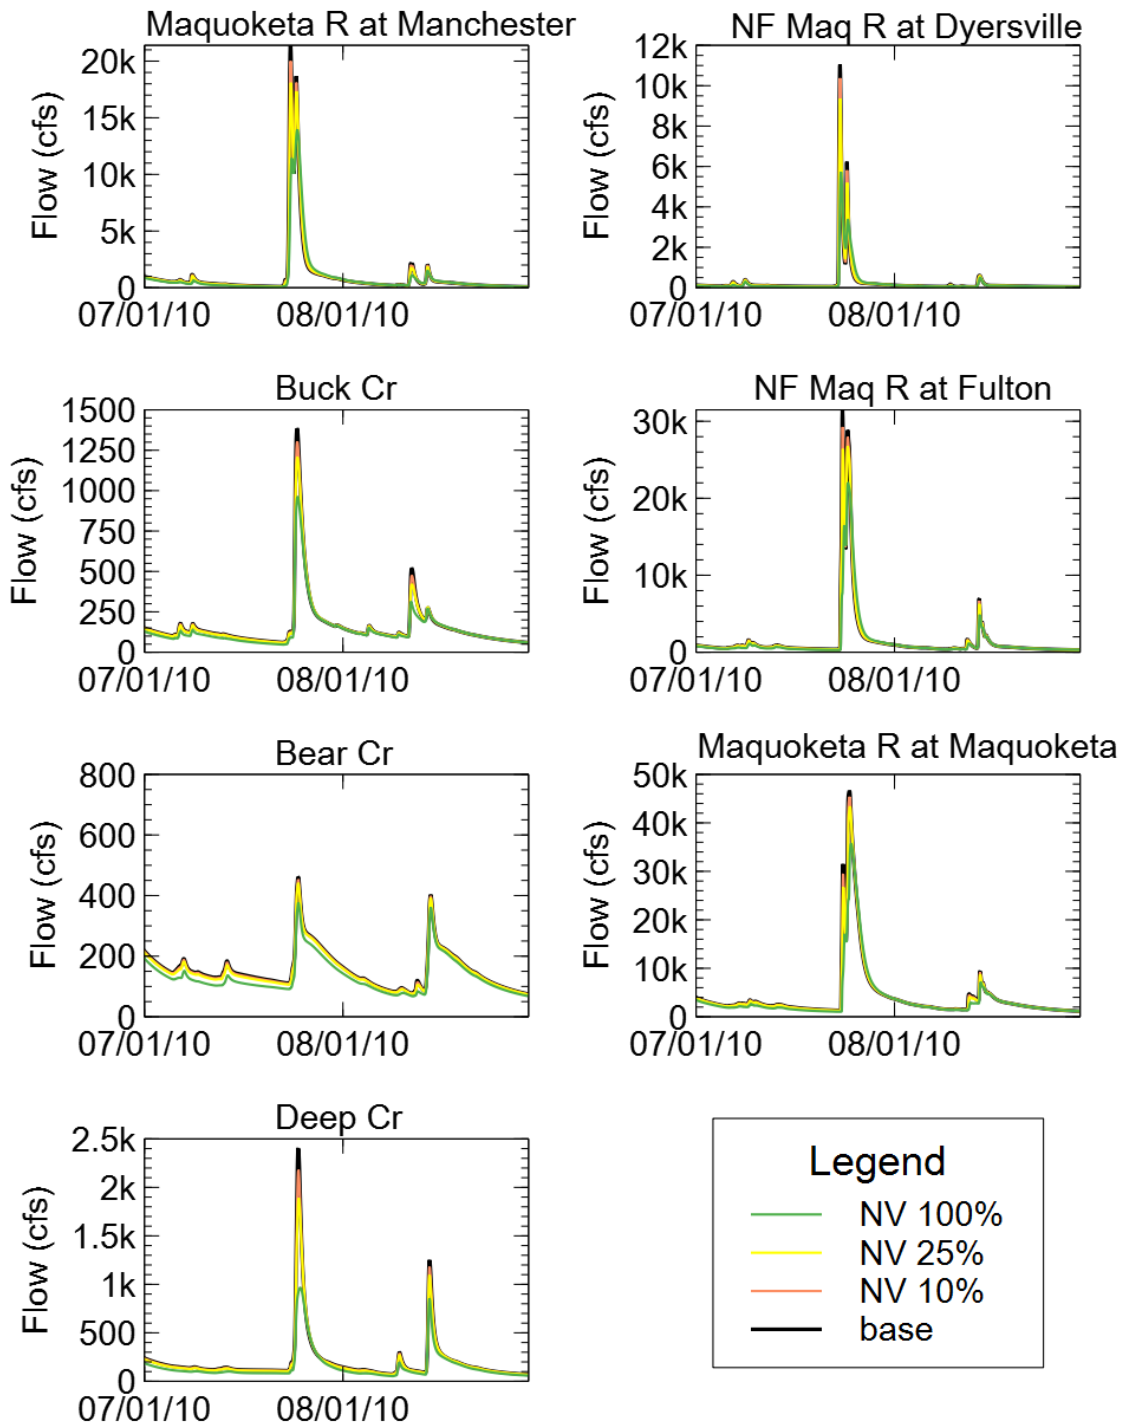 Maquoketa R at Manchester
20k
15k
10k
5k
0
Flow (cfs)
07/01/10 08/01/10
NF Maq R at Dyersville
12k
10k
8k
6k
4k
2k
0
Flow (cfs)
07/01/10 08/01/10
Buck Cr
1500
1250
1000
750
500
250
0
Flow (cfs)
07/01/10 08/01/10
NF Maq R at Fulton
30k
20k
10k
0
Flow (cfs)
07/01/10 08/01/10
Bear Cr
800
600
400
200
0
Flow (cfs)
07/01/10 08/01/10
Maquoketa R at Maquoketa
50k
40k
30k
20k
10k
0
Flow (cfs)
07/01/10 08/01/10
Deep Cr
2.5k
2k
1.5k
1k
500
0
Flow (cfs)
07/01/10 08/01/10
Legend
NV 100%
NV 25%
NV 10%
base